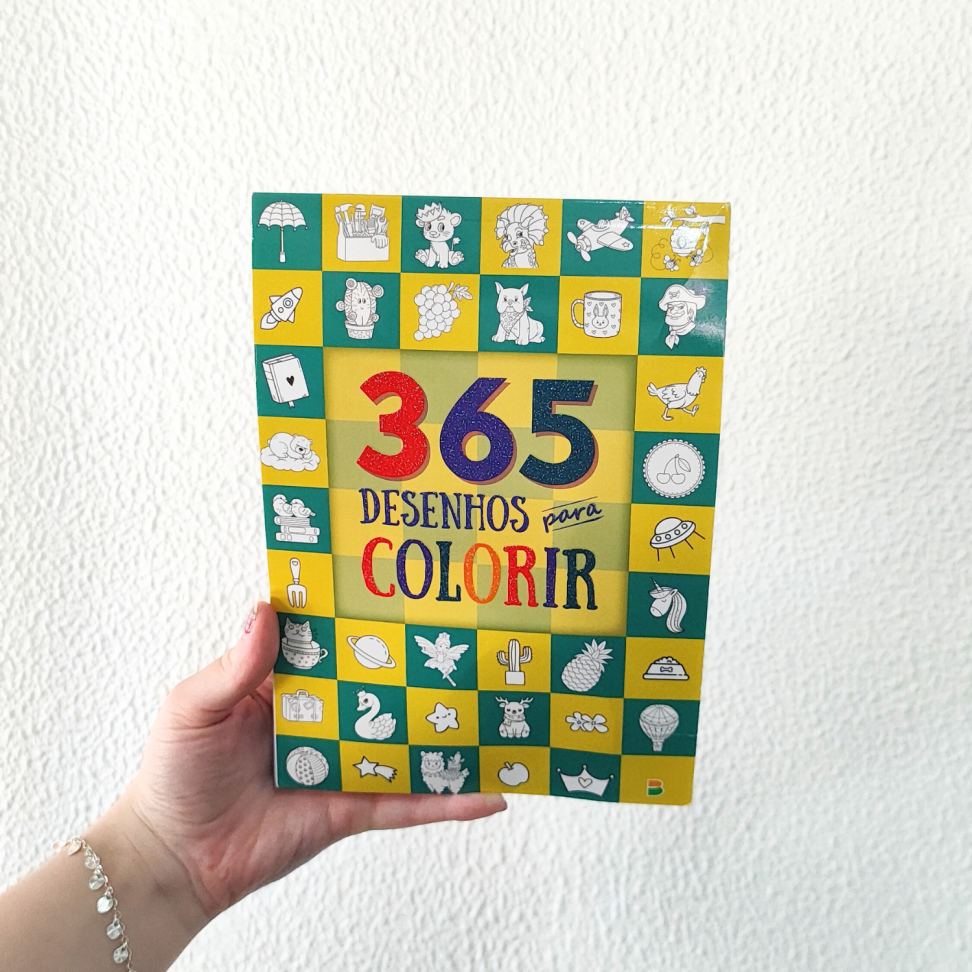 365
DESENHOS para
COLORIR
B